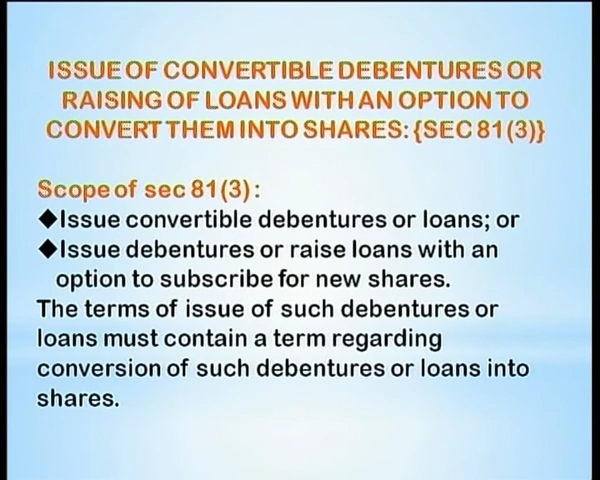 ISSUE OF CONVERTIBLE DEBENTURES OR
RAISING OF LOANS WITH AN OPTION TO
CONVERT THEM INTO SHARES: {SEC 81(3)}
Scope of sec 81(3) :
◆Issue convertible debentures or loans; or
◆Issue debentures or raise loans with an
option to subscribe for new shares.
The terms of issue of such debentures or
loans must contain a term regarding
conversion of such debentures or loans into
shares.